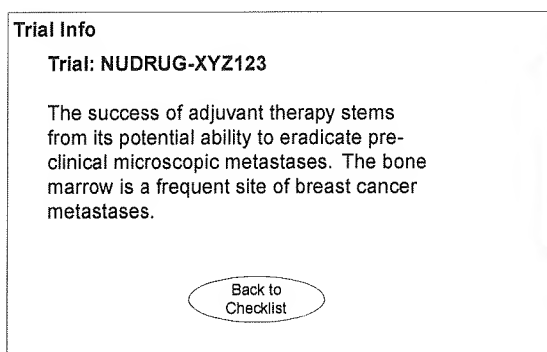 Trial Info
Trial: NUDRUG-XYZ123
The success of adjuvant therapy stems
from its potential ability to eradicate pre-
clinical microscopic metastases. The bone
marrow is a frequent site of breast cancer
metastases.
Back to
Checklist